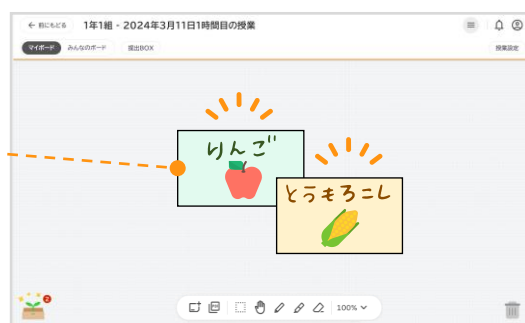 ← 前にもどる 1年1組 - 2024年3月11日1時間目の授業
マイボード みんなのボード 提出BOX 授業設定
りんご
とうもろこし
2
100%